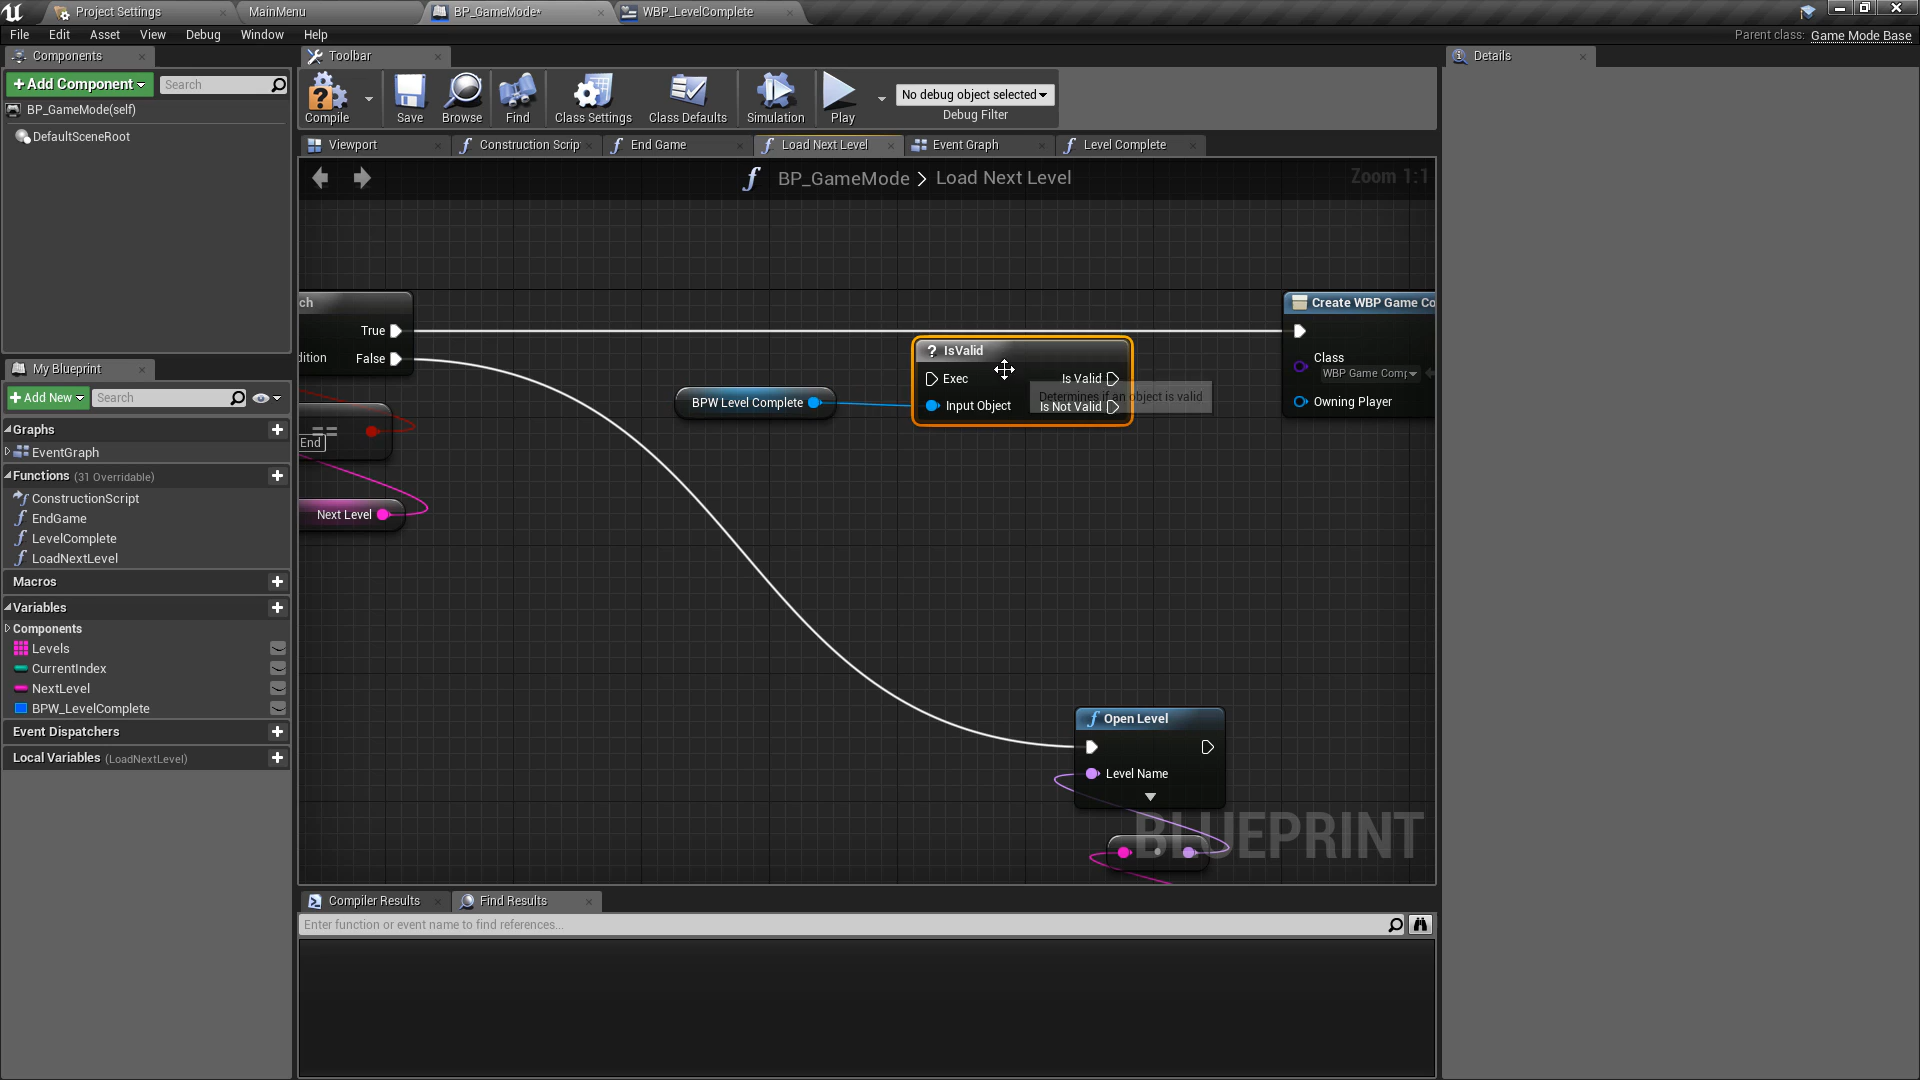 Project Settings
MainMenu
BP_GameMode*
WBP_LevelComplete
File Edit Asset View Debug Window Help
Parent class: Game Mode Base
Components
Toolbar
Details
+Add Component
Search
BP_GameMode(self)
DefaultSceneRoot
Compile
Save
Browse
Find
Class Settings
Class Defaults
Simulation
Play
No debug object selected
Debug Filter
Viewport
Construction Scrip
End Game
Load Next Level
Event Graph
Level Complete
BP_GameMode > Load Next Level
Zoom 1:1
ch
True
dition
False
==
End
Next Level
BPW Level Complete
? IsValid
Exec
Is Valid
Input Object
Is Not Valid
Determines if an object is valid
Create WBP Game Co
Class
WBP Game Comp
Owning Player
Open Level
Level Name
BLUEPRINT
My Blueprint
+Add New
Search
Graphs
EventGraph
Functions (31 Overridable)
ConstructionScript
EndGame
LevelComplete
LoadNextLevel
Macros
Variables
Components
Levels
CurrentIndex
NextLevel
BPW_LevelComplete
Event Dispatchers
Local Variables (LoadNextLevel)
Compiler Results
Find Results
Enter function or event name to find references...